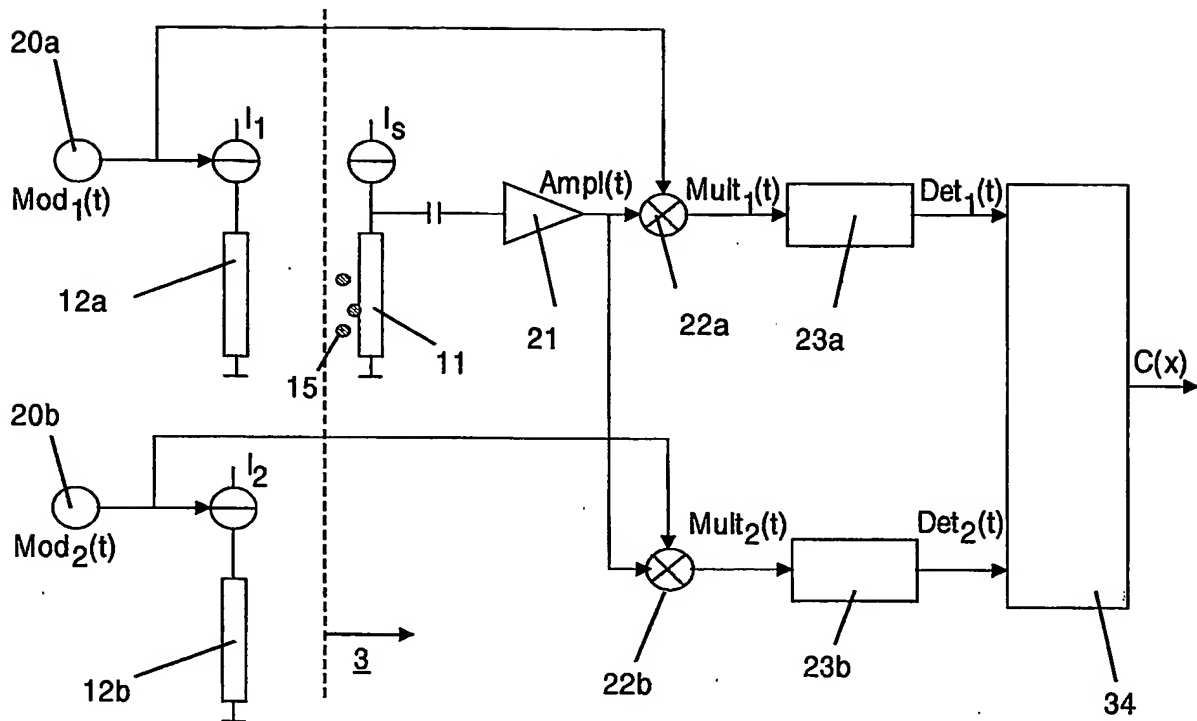 20a
I1
IS
Ampl(t)
Mult1(t)
Det1(t)
Mod1(t)
12a
15
11
21
22a
23a
C(x)
20b
I2
Mult2(t)
Det2(t)
Mod2(t)
3
12b
22b
23b
34